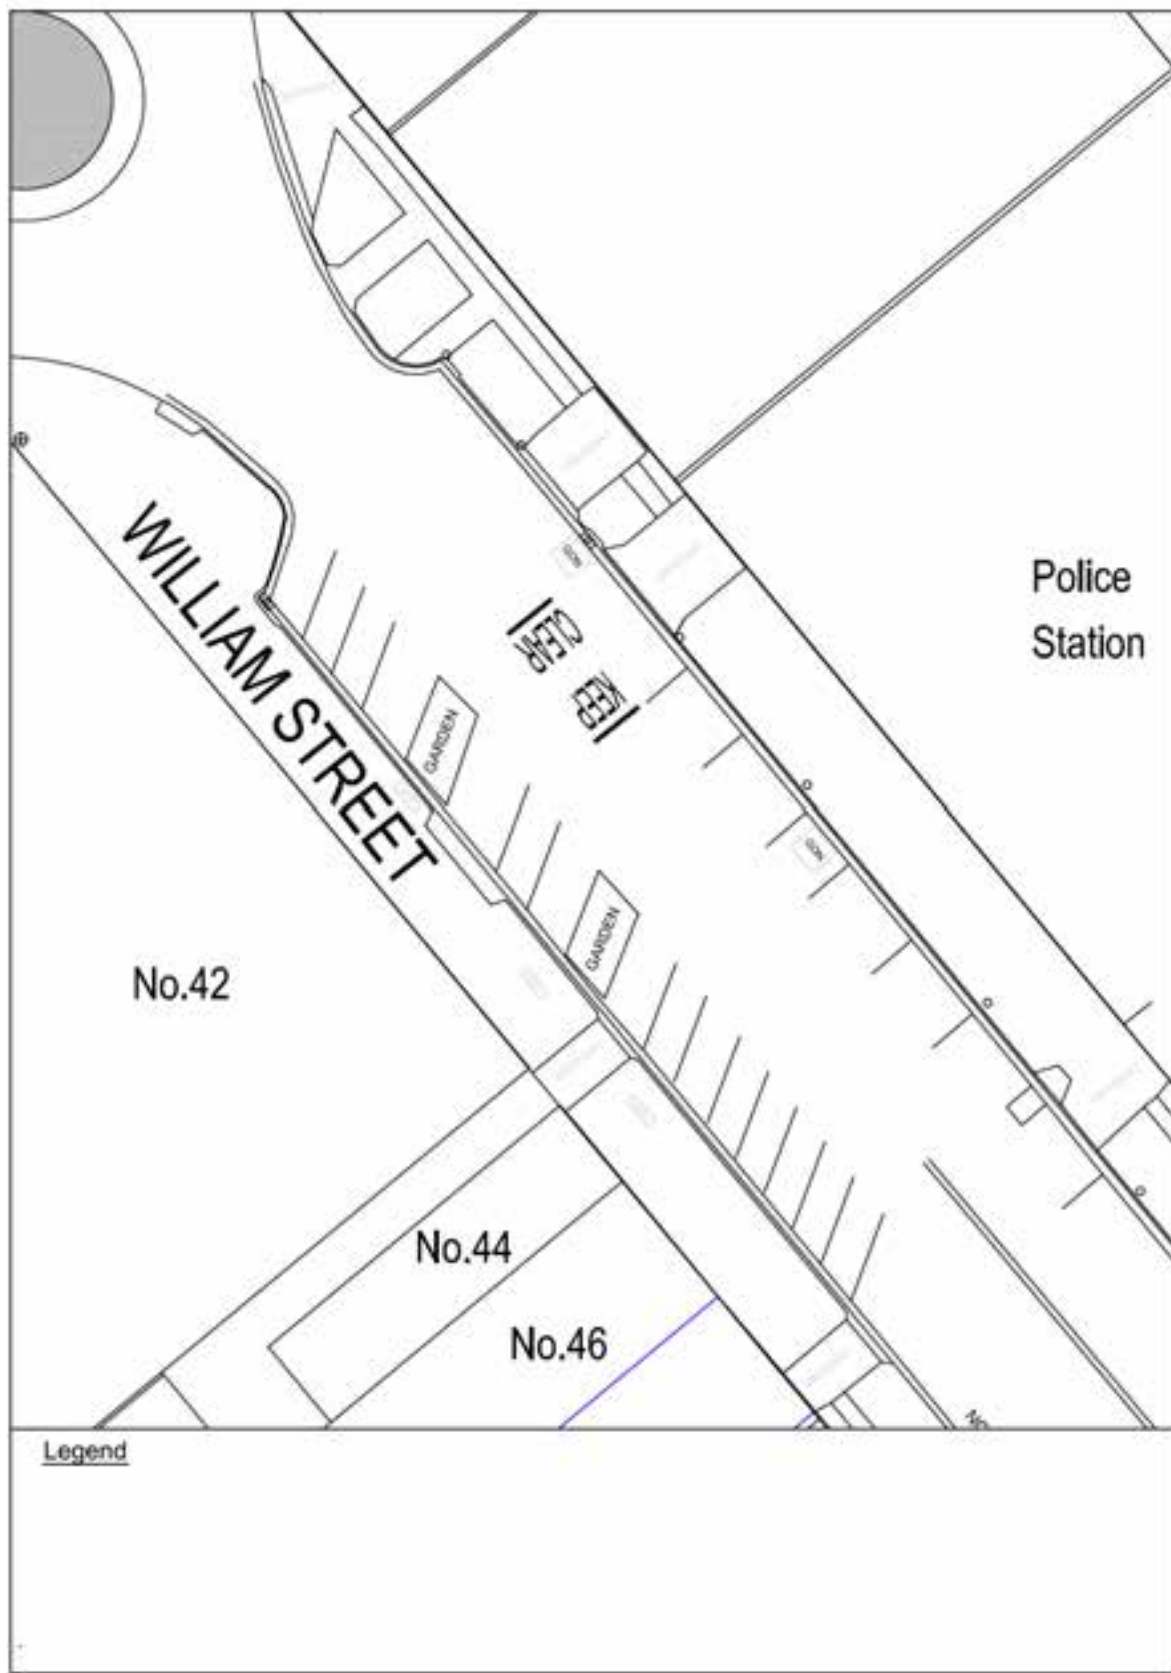 Police
Station
WILLIAM STREET
KEEP
CLEAR
GARDEN
GARDEN
No.42
No.44
No.46
Legend